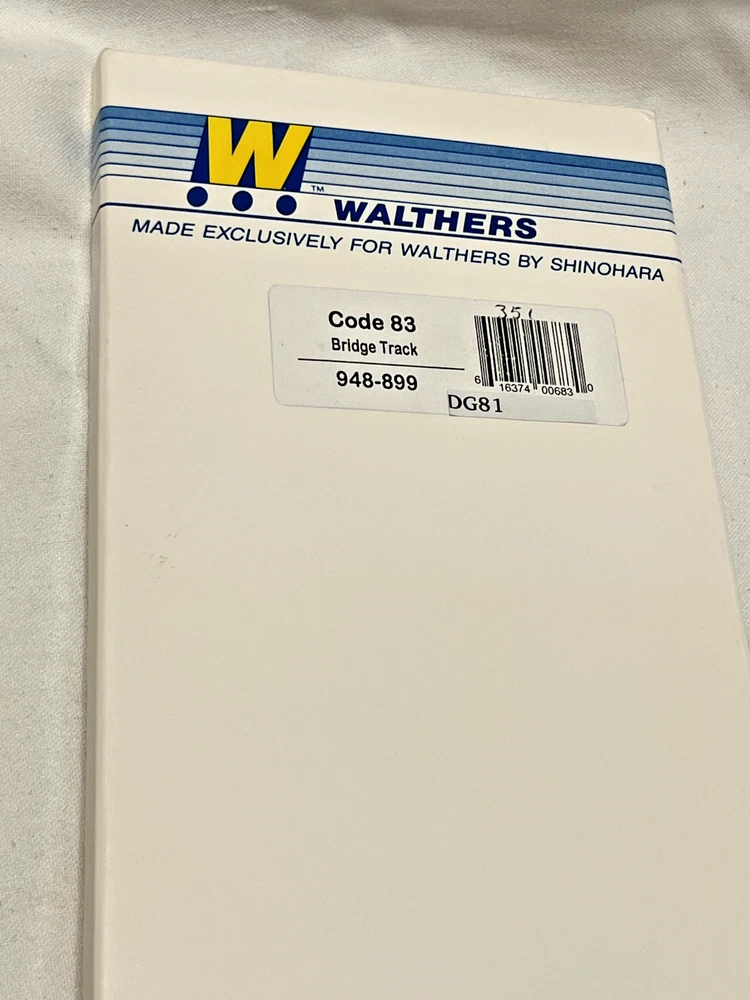 W
™
WALTHERS
MADE EXCLUSIVELY FOR WALTHERS BY SHINOHARA
Code 83
Bridge Track
948-899
351
6 16374 00683 0
DG81